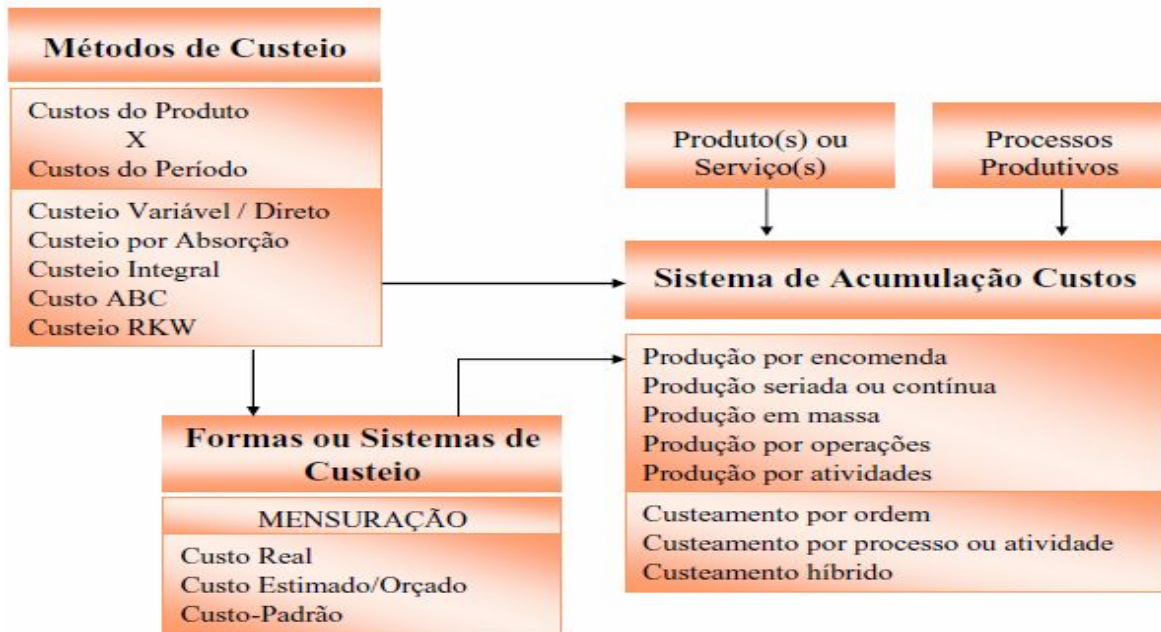 Métodos de Custeio
Custos do Produto
X
Custos do Período
Custeio Variável / Direto
Custeio por Absorção
Custeio Integral
Custo ABC
Custeio RKW
Produto(s) ou
Serviço(s)
Processos
Produtivos
Sistema de Acumulação Custos
Produção por encomenda
Produção seriada ou contínua
Produção em massa
Produção por operações
Produção por atividades
Custeamento por ordem
Custeamento por processo ou atividade
Custeamento híbrido
Formas ou Sistemas de
Custeio
MENSURAÇÃO
Custo Real
Custo Estimado/Orçado
Custo-Padrão